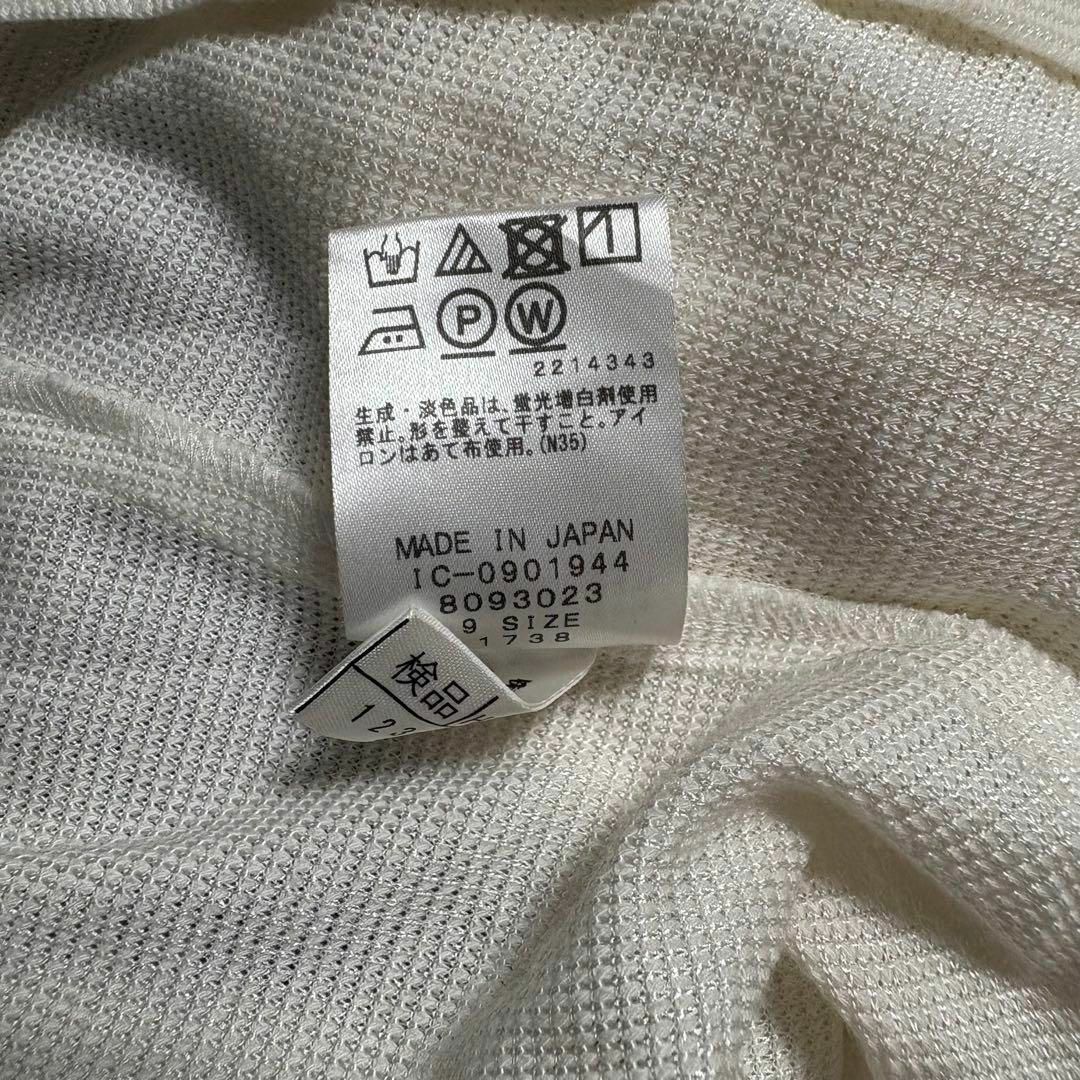 P W
2214343
生成・淡色品は、蛍光増白剤使用
禁止。形を整えて干すこと。アイ
ロンはあて布使用。(N35)
MADE IN JAPAN
IC-0901944
8093023
9 SIZE
1738
検品
12.3